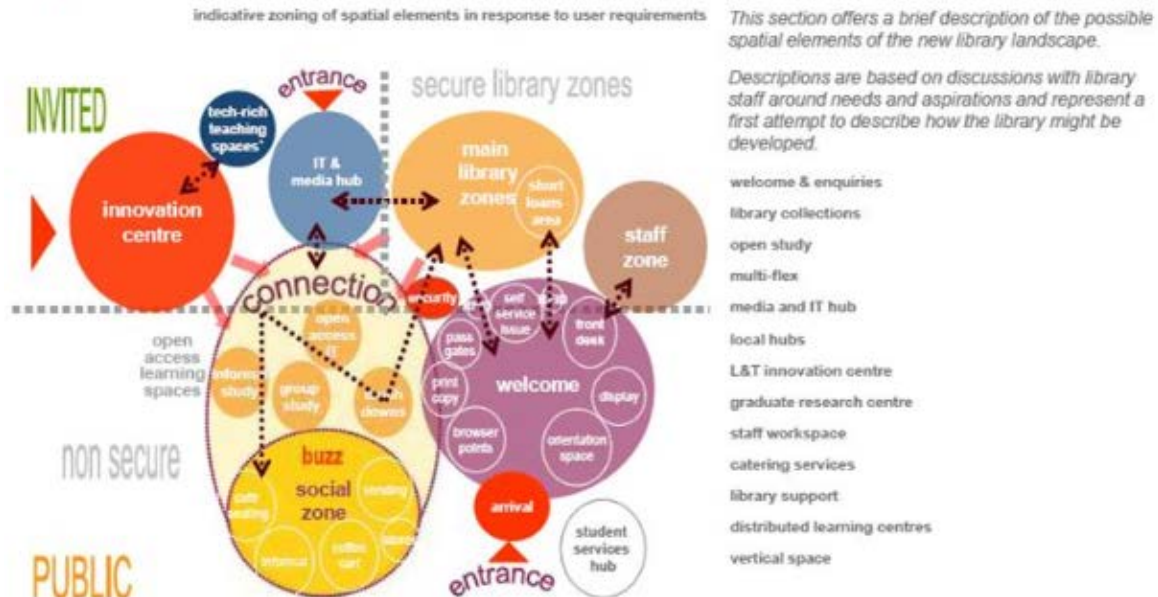 indicative zoning of spatial elements in response to user requirements
This section offers a brief description of the possible
spatial elements of the new library landscape.
Descriptions are based on discussions with library
staff around needs and aspirations and represent a
first attempt to describe how the library might be
developed.
welcome & enquiries
library collections
open study
multi-flex
media and IT hub
local hubs
L&T innovation centre
graduate research centre
staff workspace
catering services
library support
distributed learning centres
vertical space
INVITED
entrance
secure library zones
tech-rich
teaching
spaces*
IT &
media hub
main
library
zones
short
loans
area
innovation
centre
staff
zone
connection
security
self
service
issue
front
desk
pass
gates
open
access
IT
open
access
learning
spaces
study
group
study
print
copy
welcome
display
browser
points
orientation
space
non secure
buzz
social
zone
vending
seating
arrival
student
services
hub
PUBLIC
entrance